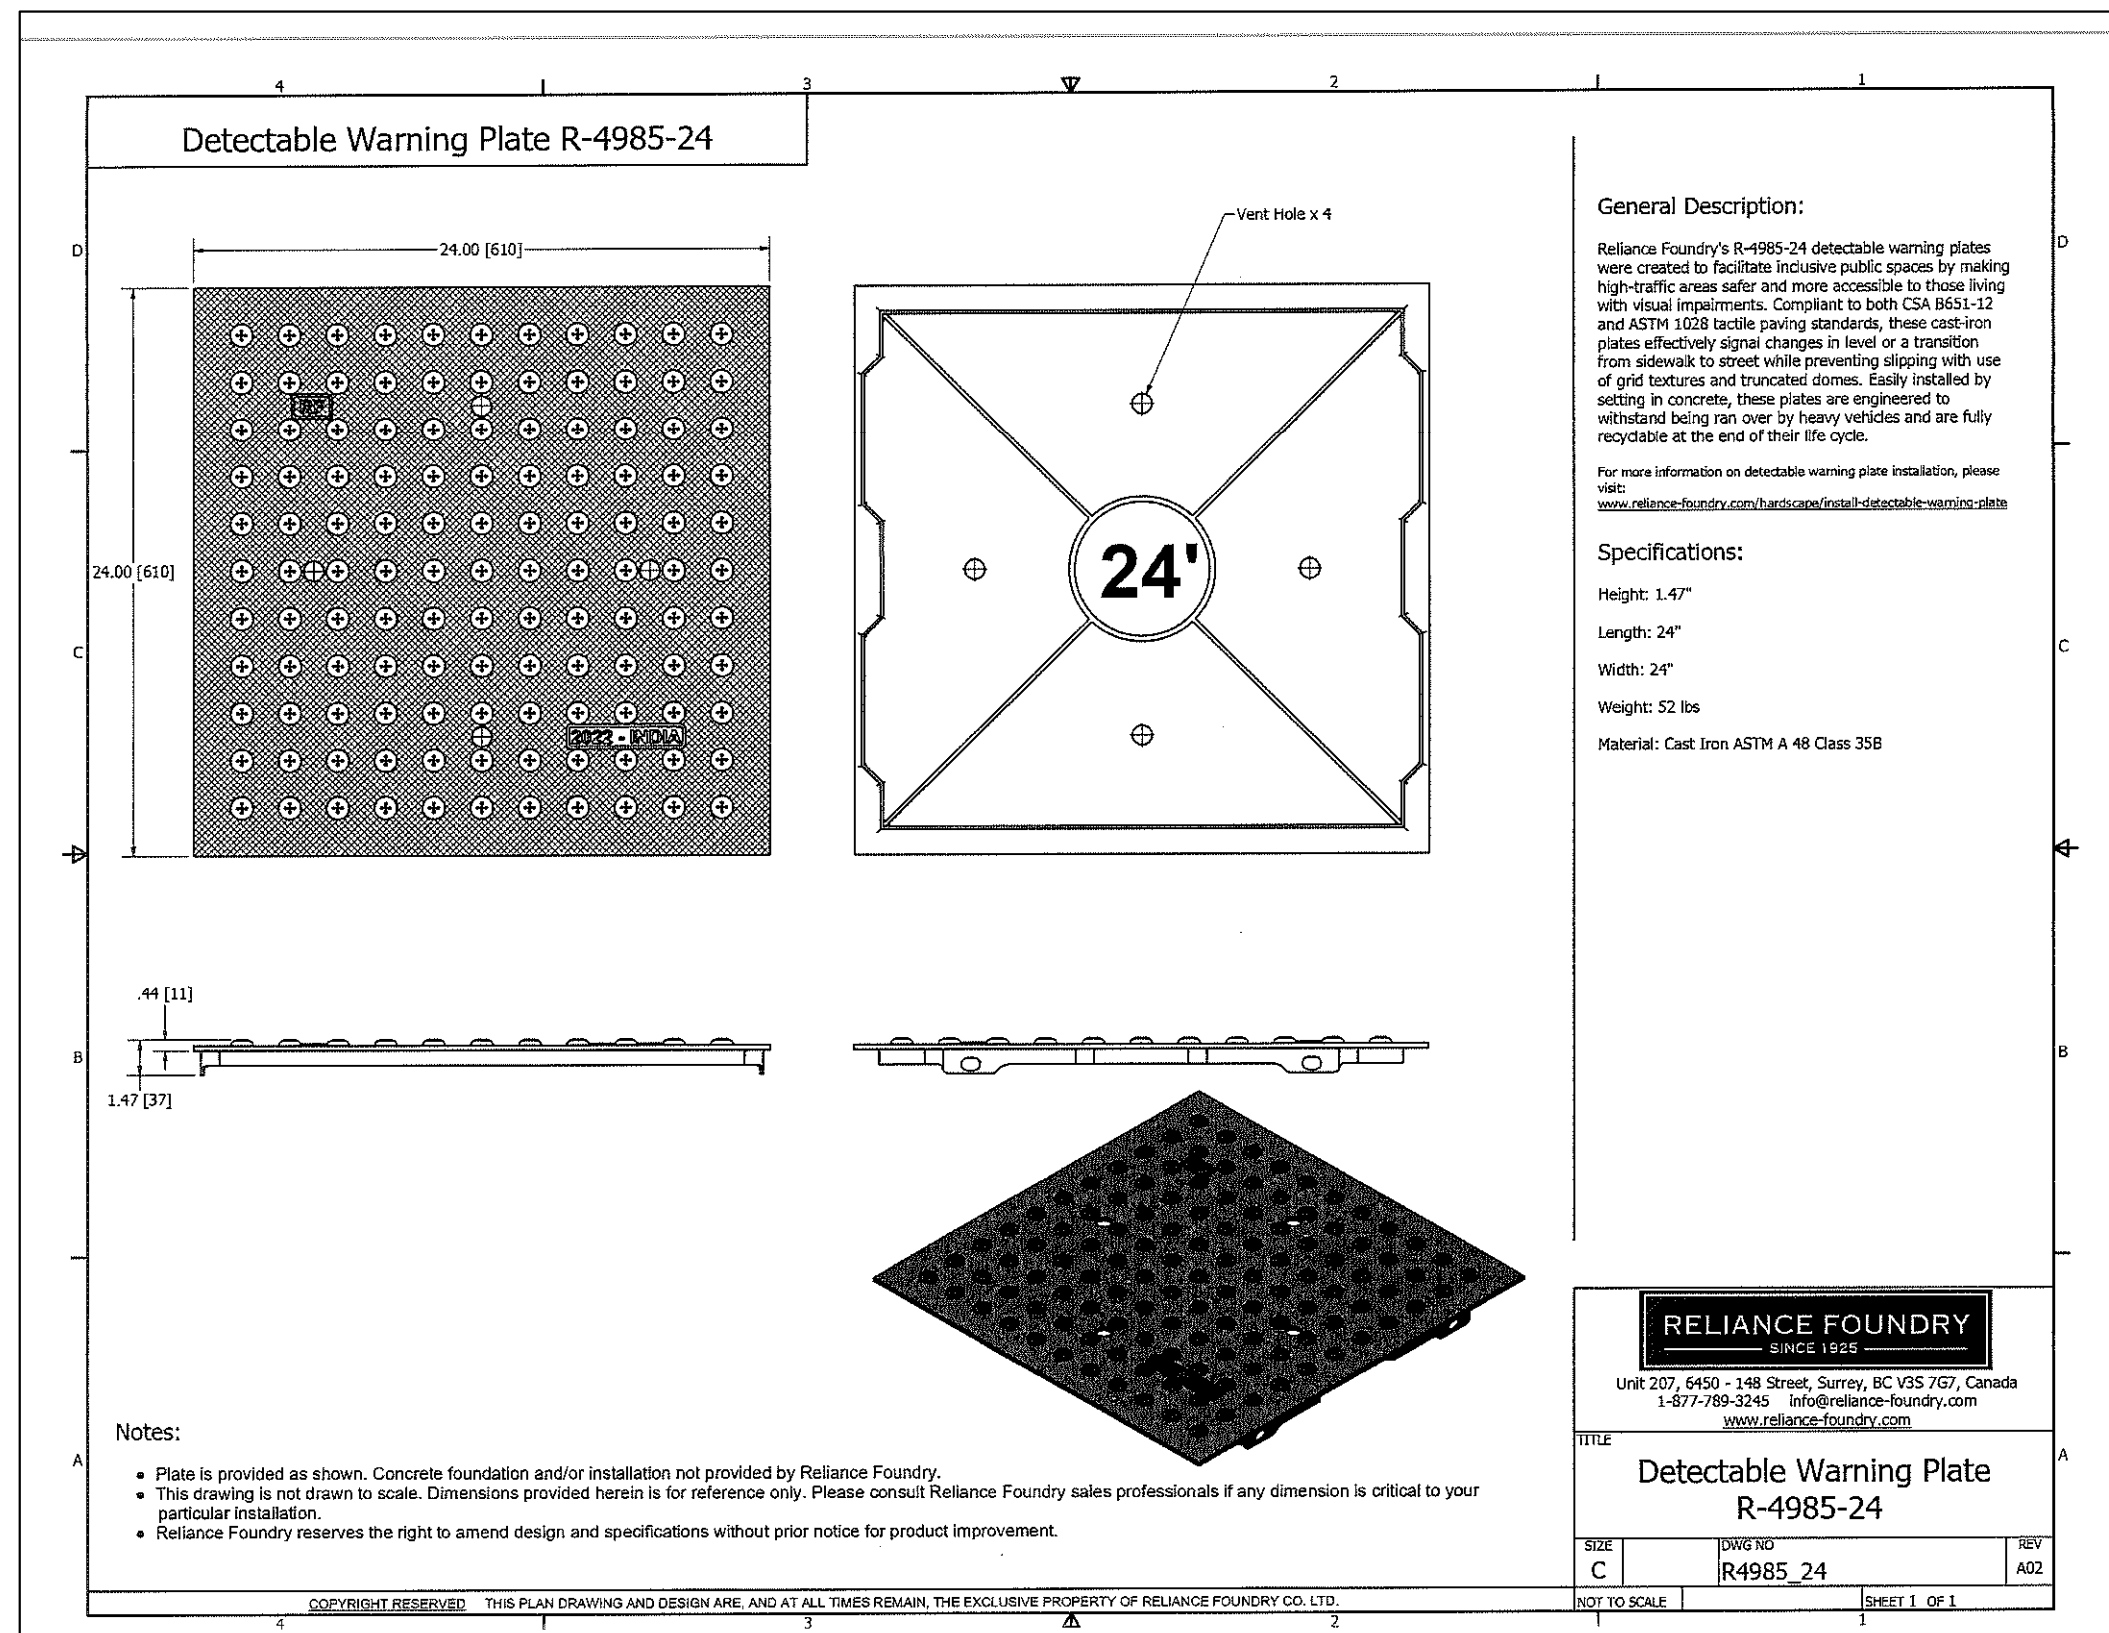 4 3 2 1
Detectable Warning Plate R-4985-24
Vent Hole x 4
D
24.00 [610]
D
RF
24.00 [610]
24'
2022 - INDIA
C
C
General Description:
Reliance Foundry's R-4985-24 detectable warning plates
were created to facilitate inclusive public spaces by making
high-traffic areas safer and more accessible to those living
with visual impairments. Compliant to both CSA B651-12
and ASTM 1028 tactile paving standards, these cast-iron
plates effectively signal changes in level or a transition
from sidewalk to street while preventing slipping with use
of grid textures and truncated domes. Easily installed by
setting in concrete, these plates are engineered to
withstand being ran over by heavy vehicles and are fully
recyclable at the end of their life cycle.
For more information on detectable warning plate installation, please
visit:
www.reliance-foundry.com/hardscape/install-detectable-warning-plate
Specifications:
Height: 1.47"
Length: 24"
Width: 24"
Weight: 52 lbs
Material: Cast Iron ASTM A 48 Class 35B
.44 [11]
B
B
1.47 [37]
Notes:
A
A
• Plate is provided as shown. Concrete foundation and/or installation not provided by Reliance Foundry.
• This drawing is not drawn to scale. Dimensions provided herein is for reference only. Please consult Reliance Foundry sales professionals if any dimension is critical to your
particular installation.
• Reliance Foundry reserves the right to amend design and specifications without prior notice for product improvement.
RELIANCE FOUNDRY
SINCE 1925
Unit 207, 6450 - 148 Street, Surrey, BC V3S 7G7, Canada
1-877-789-3245 info@reliance-foundry.com
www.reliance-foundry.com
TITLE
Detectable Warning Plate
R-4985-24
SIZE DWG NO REV
C R4985_24 A02
COPYRIGHT RESERVED THIS PLAN DRAWING AND DESIGN ARE, AND AT ALL TIMES REMAIN, THE EXCLUSIVE PROPERTY OF RELIANCE FOUNDRY CO. LTD.
NOT TO SCALE SHEET 1 OF 1
4 3 2 1